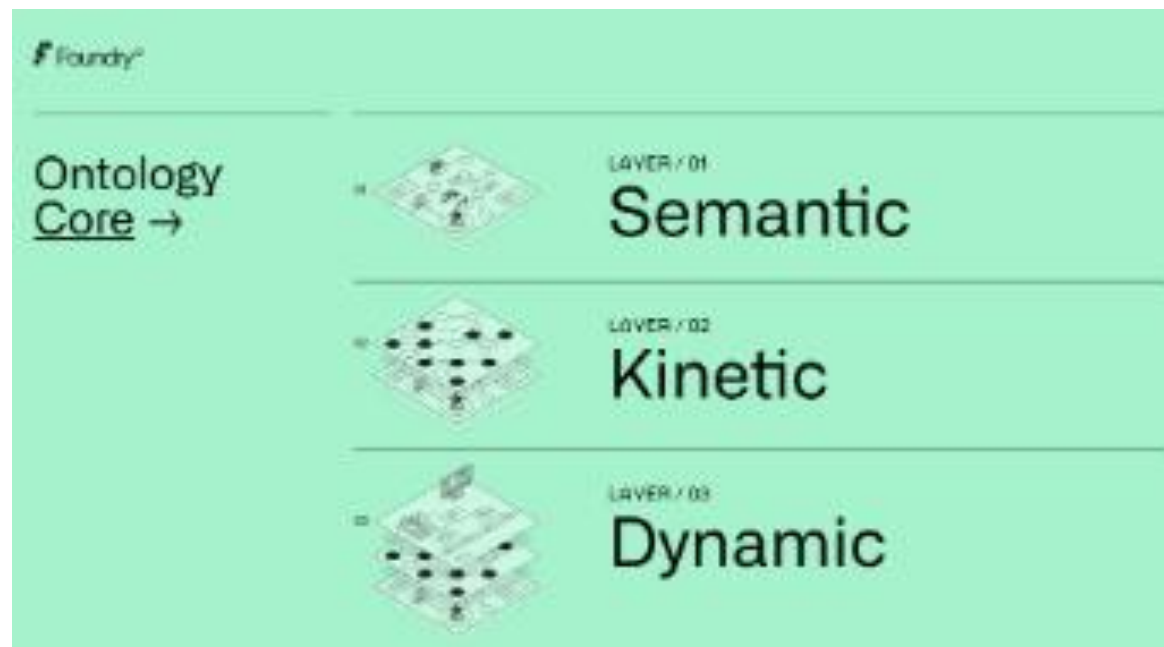 Foundry
Ontology
Core →
LAYER / 01
Semantic
LAYER / 02
Kinetic
LAYER / 03
Dynamic